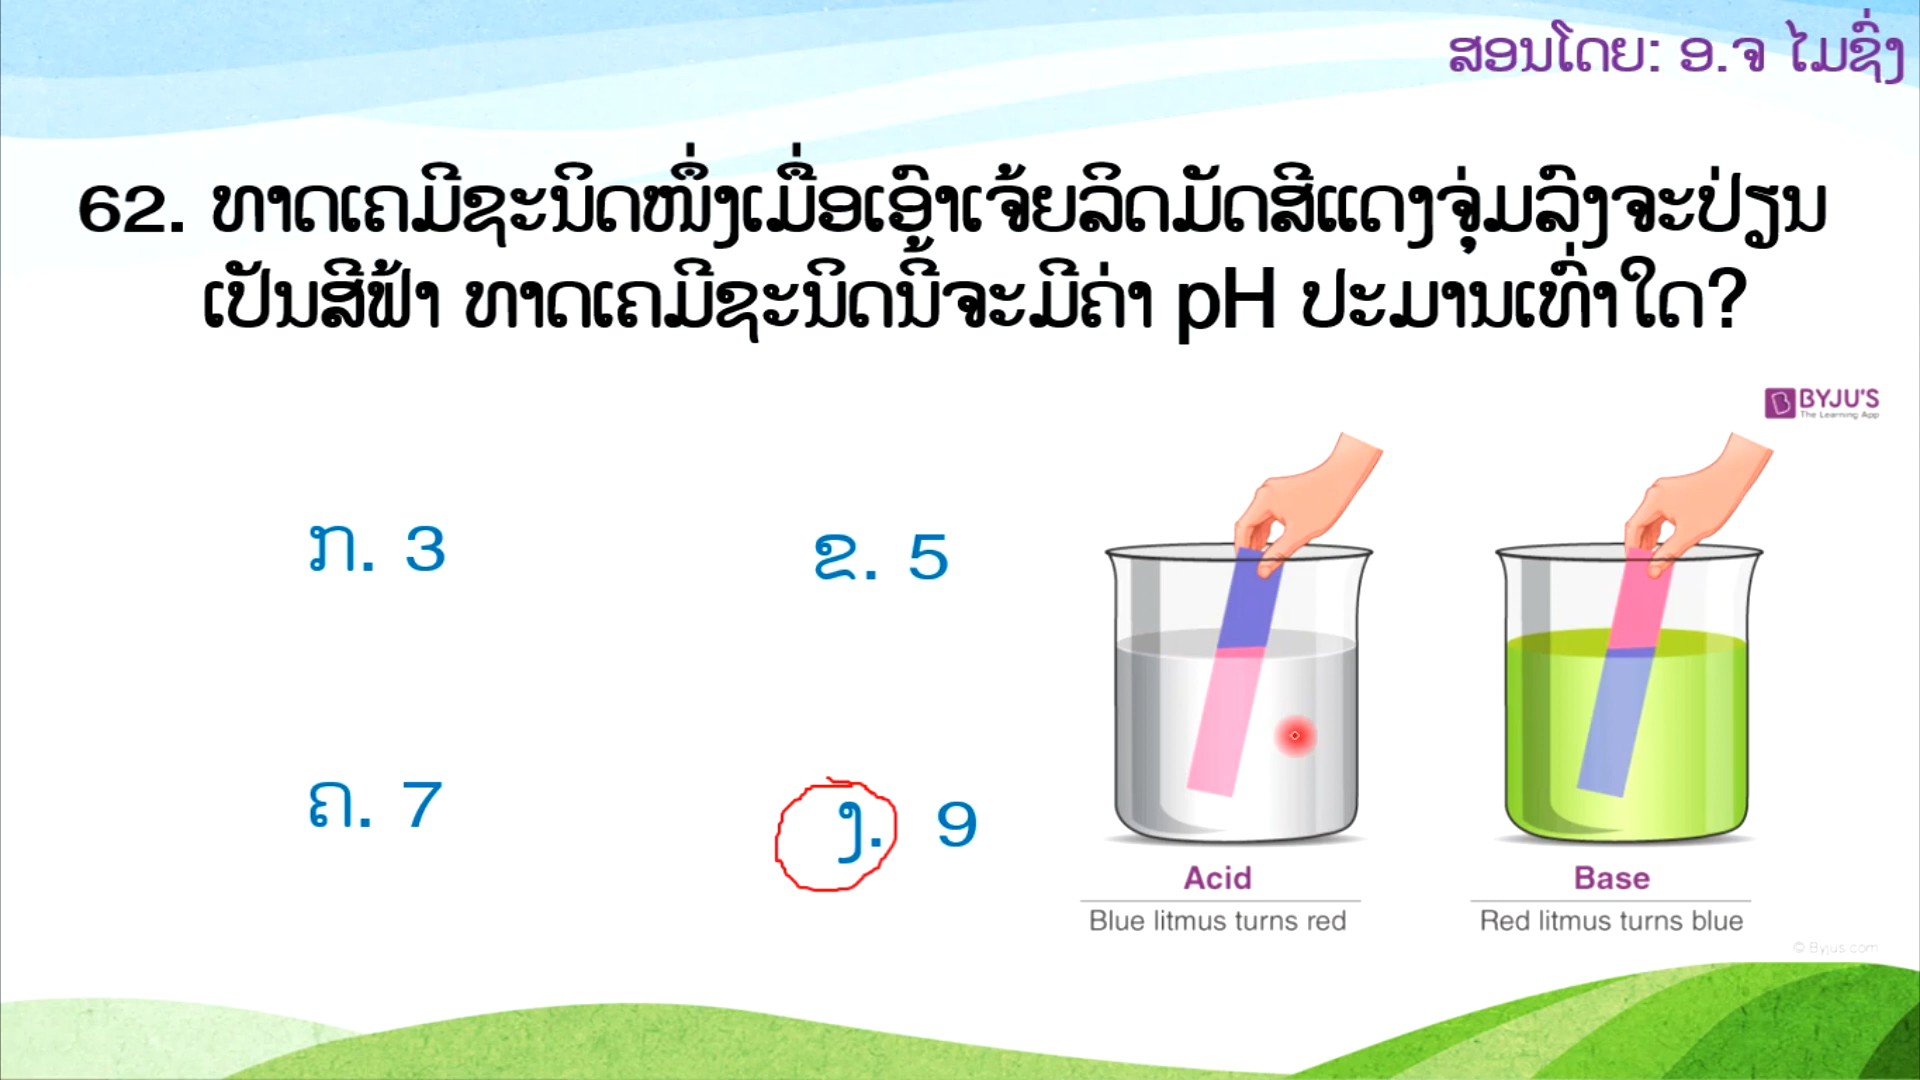 ສອນໂດຍ: ອ.ຈ ໄມຊົ່ງ
62. ທາດເຄມີຊະນິດໜຶ່ງເມື່ອເອົາເຈ້ຍລິດມັດສີແດງຈຸ່ມລົງຈະປ່ຽນ
ເປັນສີຟ້າ ທາດເຄມີຊະນິດນີ້ຈະມີຄ່າ pH ປະມານເທົ່າໃດ?
BYJU'S
The Learning App
ກ. 3
ຂ. 5
ຄ. 7
ງ. 9
Acid
Base
Blue litmus turns red
Red litmus turns blue
© Byjus.com